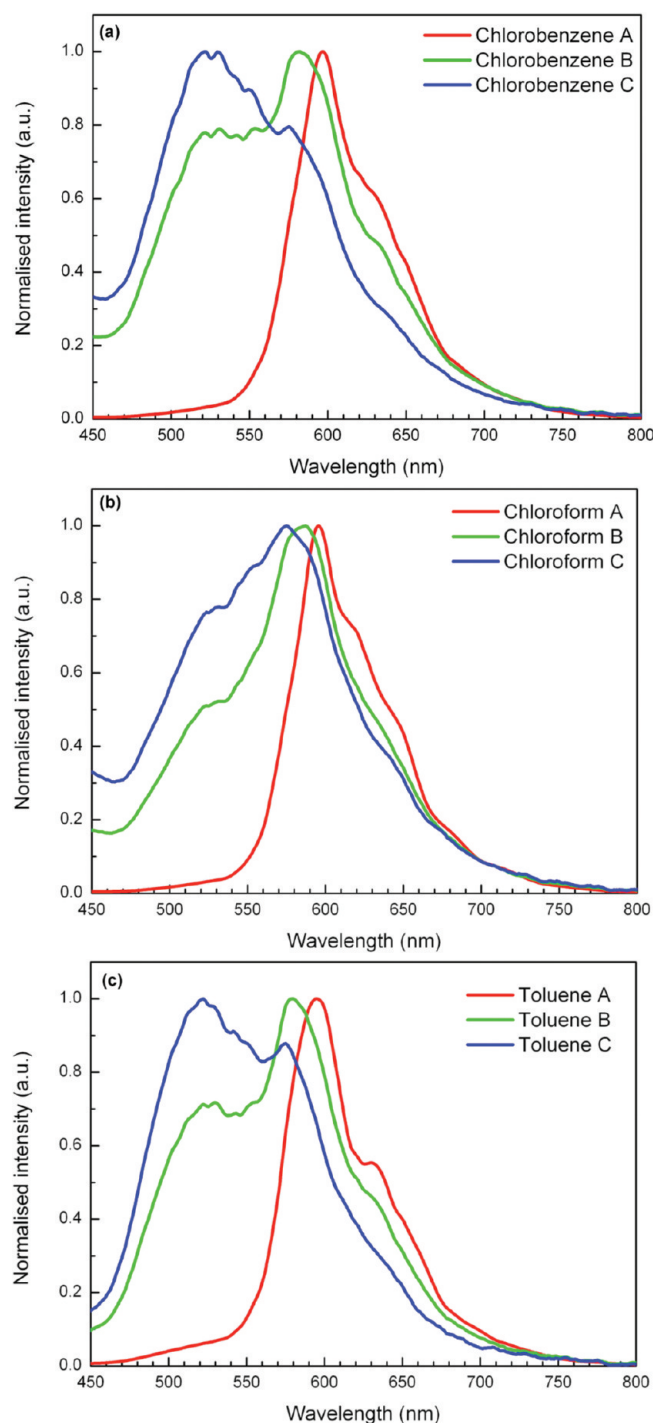 (a)
Chlorobenzene A
Chlorobenzene B
Chlorobenzene C
Normalised intensity (a.u.)
1.0
0.8
0.6
0.4
0.2
0.0
450 500 550 600 650 700 750 800
Wavelength (nm)
(b)
Chloroform A
Chloroform B
Chloroform C
Normalised intensity (a.u.)
1.0
0.8
0.6
0.4
0.2
0.0
450 500 550 600 650 700 750 800
Wavelength (nm)
(c)
Toluene A
Toluene B
Toluene C
Normalised intensity (a.u.)
1.0
0.8
0.6
0.4
0.2
0.0
450 500 550 600 650 700 750 800
Wavelength (nm)